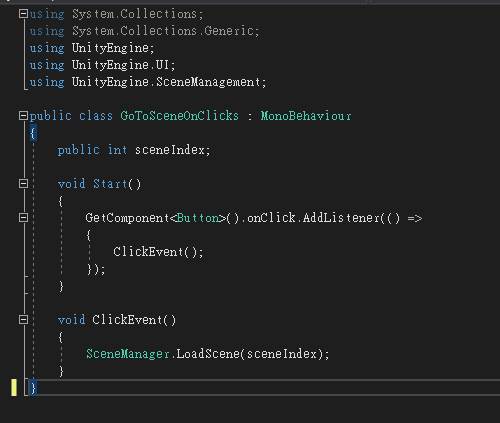 using System.Collections;
using System.Collections.Generic;
using UnityEngine;
using UnityEngine.UI;
using UnityEngine.SceneManagement;
public class GoToSceneOnClicks : MonoBehaviour
{
public int sceneIndex;
void Start()
{
GetComponent<Button>().onClick.AddListener(() =>
{
ClickEvent();
});
}
void ClickEvent()
{
SceneManager.LoadScene(sceneIndex);
}
}